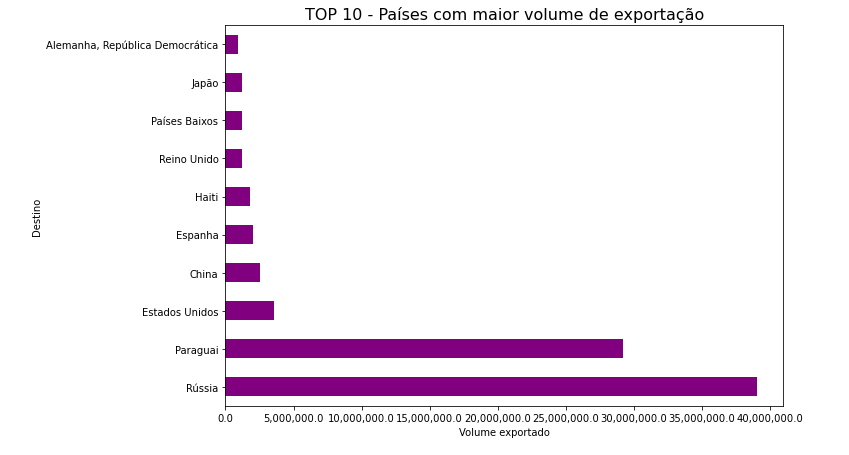 TOP 10 - Países com maior volume de exportação
Alemanha, República Democrática
Japão
Países Baixos
Reino Unido
Haiti
Espanha
China
Estados Unidos
Paraguai
Rússia
Destino
0.0 5,000,000.0 10,000,000.0 15,000,000.0 20,000,000.0 25,000,000.0 30,000,000.0 35,000,000.0 40,000,000.0
Volume exportado